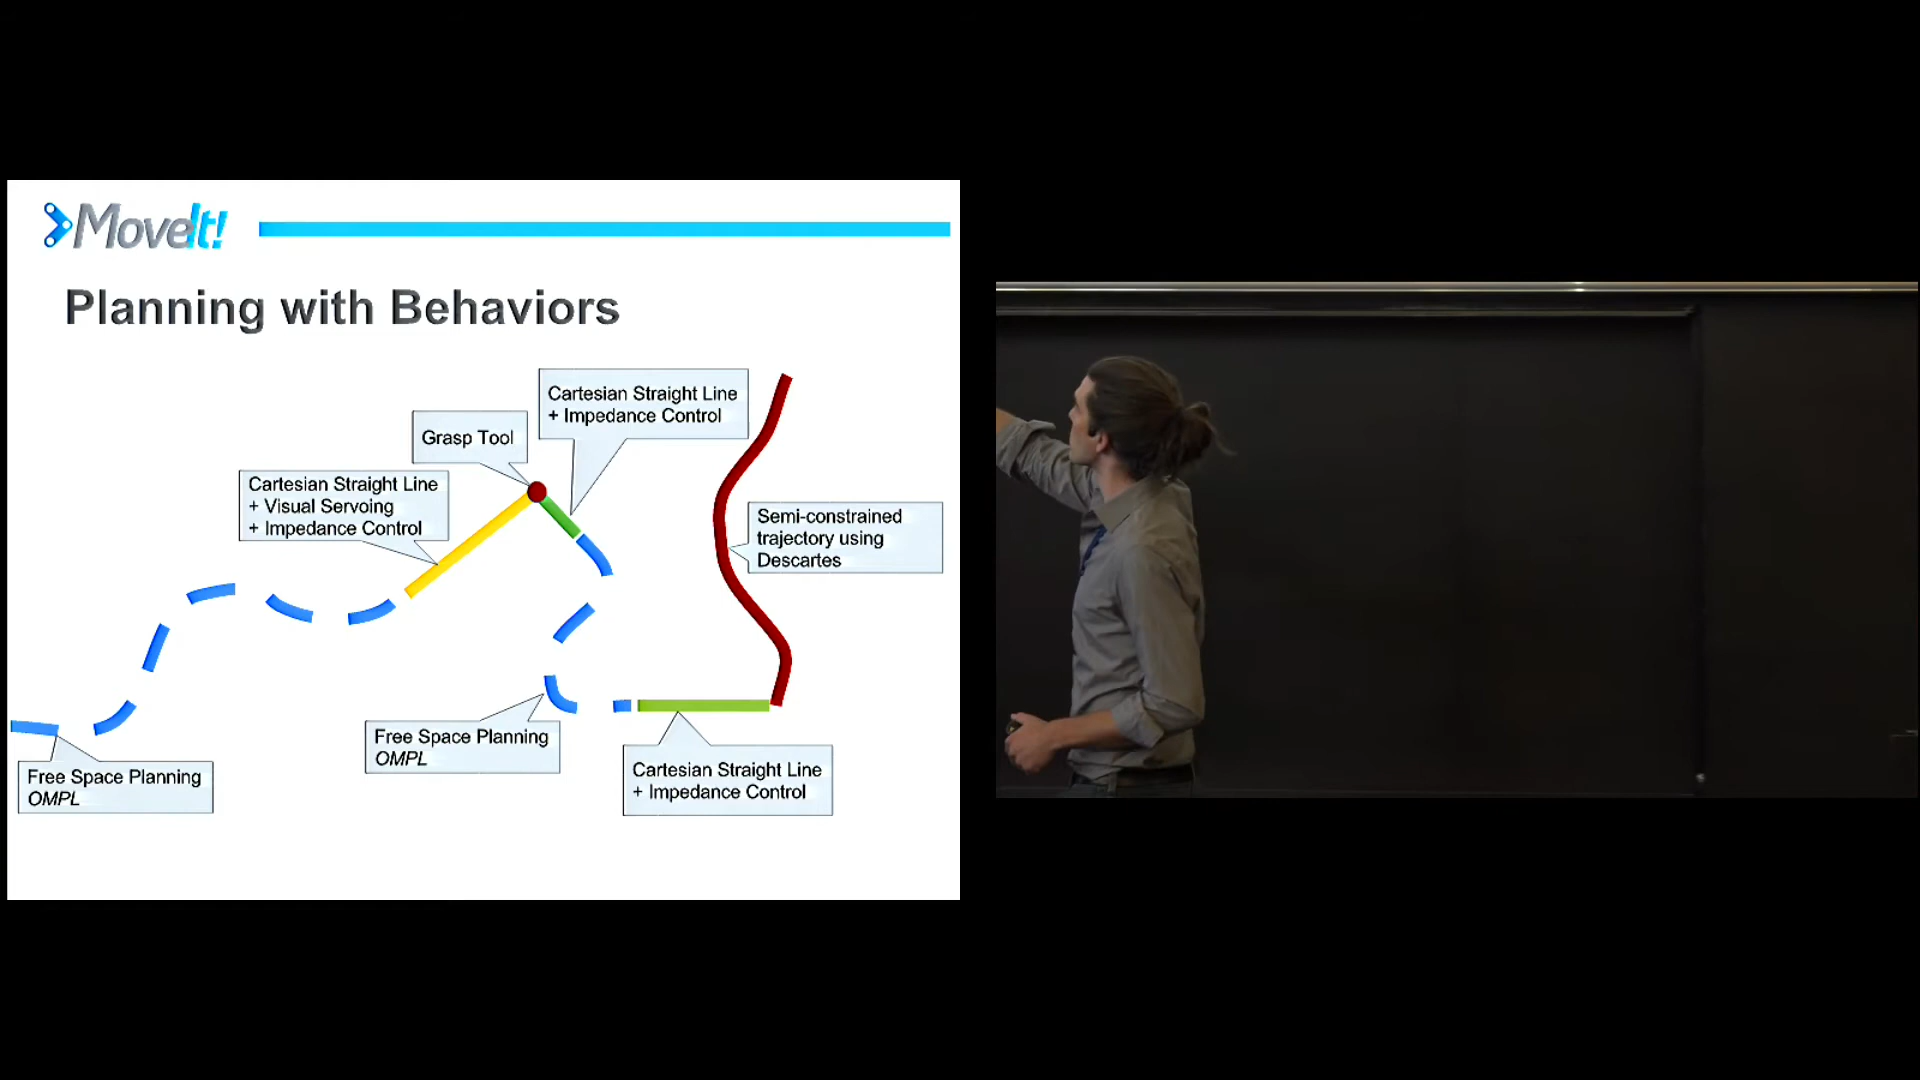 MoveIt!
Planning with Behaviors
Cartesian Straight Line
+ Impedance Control
Grasp Tool
Cartesian Straight Line
+ Visual Servoing
+ Impedance Control
Semi-constrained
trajectory using
Descartes
Free Space Planning
OMPL
Free Space Planning
OMPL
Cartesian Straight Line
+ Impedance Control